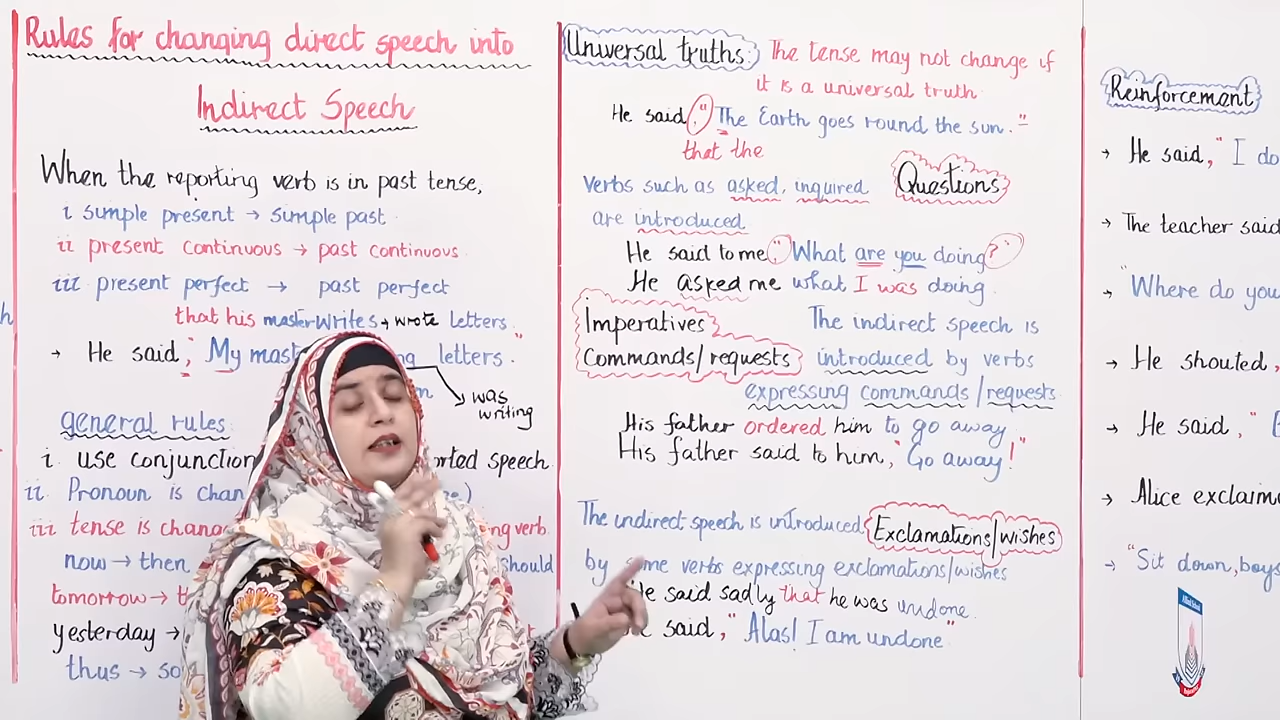 Rules for changing direct speech into
Indirect Speech
When the reporting verb is in past tense,
i simple present → simple past
ii present continuous → past continuous
iii present perfect → past perfect
that his master writes → wrote letters
→ He said, "My mast letters."
was
writing
general rules
i. use conjunction orted speech
ii. Pronoun is chan
iii tense is chang ng verb.
now → then should
tomorrow → t
yesterday →
thus → so
Universal truths: The tense may not change if
it is a universal truth
He said, "The Earth goes round the sun."
that the
Questions
verbs such as asked, inquired
are introduced
He said to me, "What are you doing?"
He asked me what I was doing.
Imperatives
Commands/requests
The indirect speech is
introduced by verbs
expressing commands/requests
His father ordered him to go away
His father said to him, "Go away!"
The indirect speech is introduced
Exclamations/wishes
by some verbs expressing exclamations/wishes
He said sadly that he was undone.
said, "Alas! I am undone"
Reinforcement
→ He said, "I do
→ The teacher said
→ "Where do you
→ He shouted,
→ He said, "
→ Alice exclaim
→ "Sit down, boys
Allied School